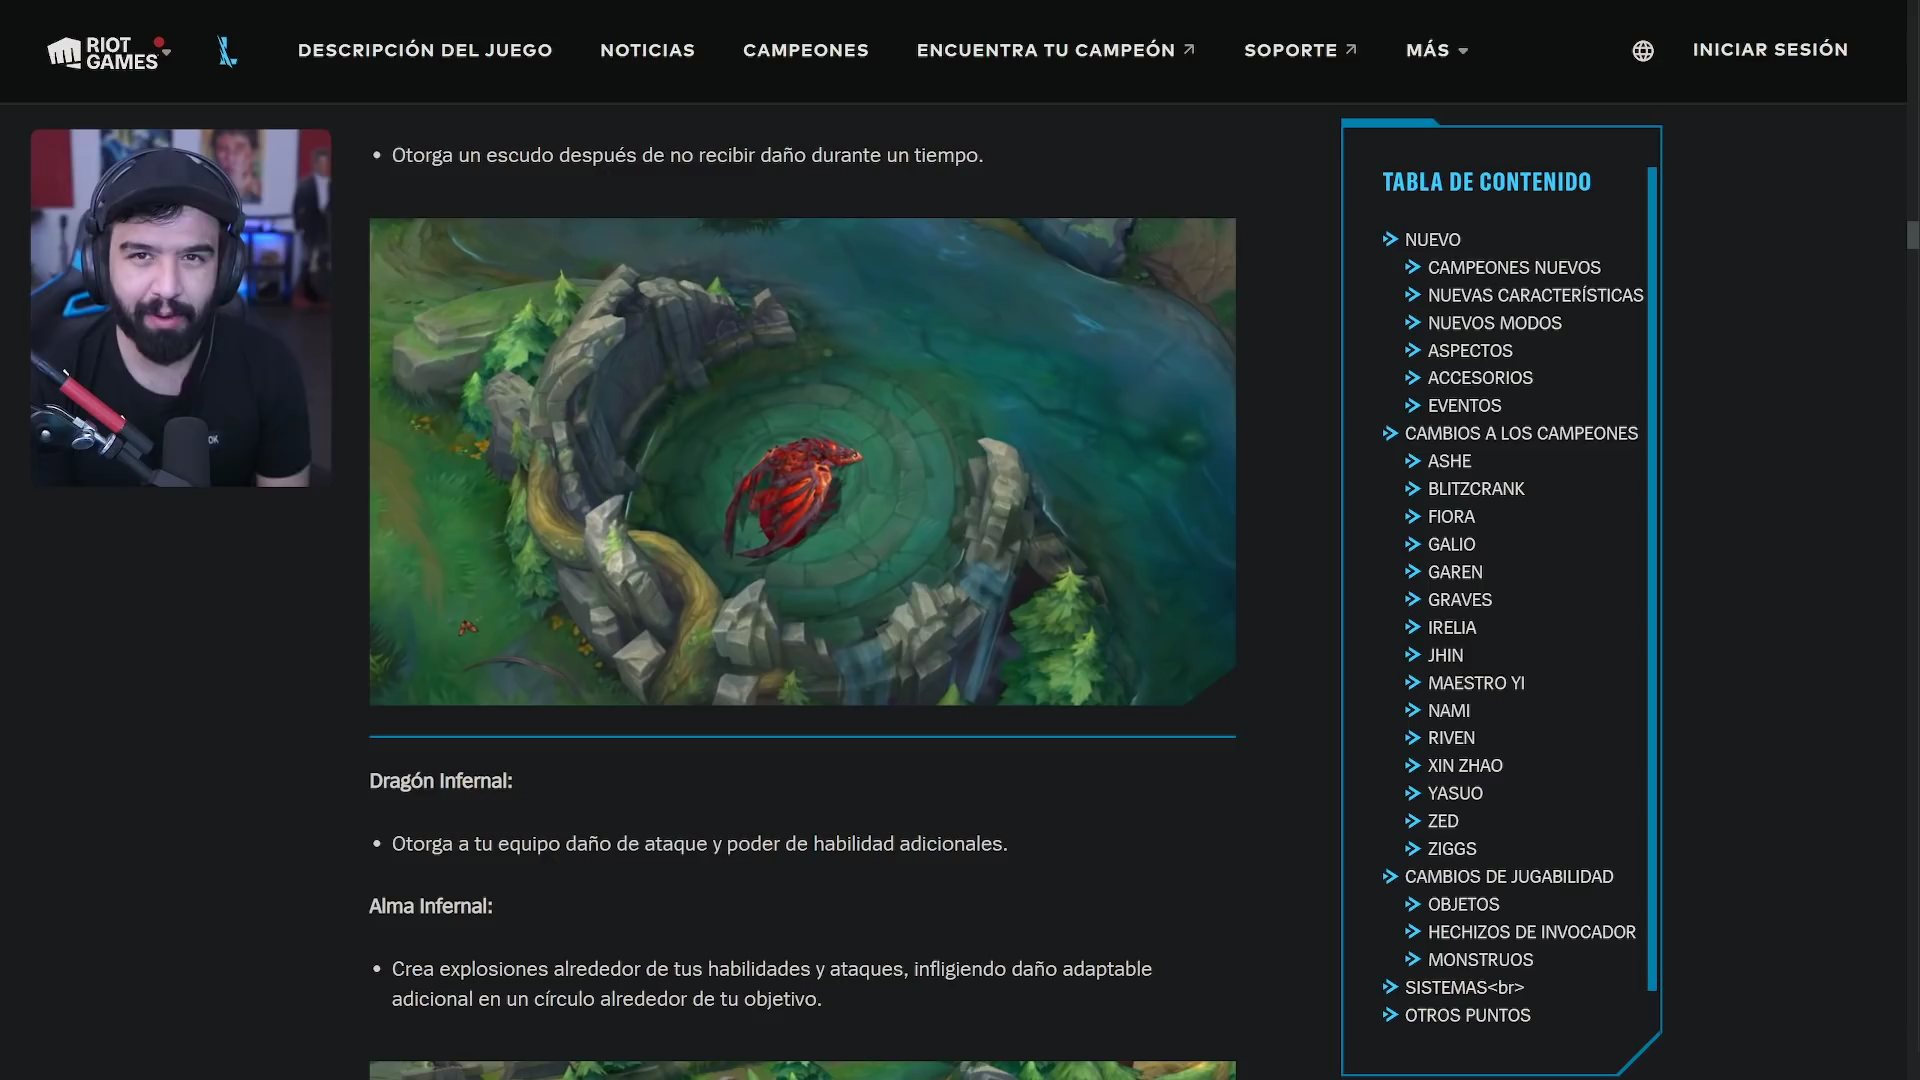 RIOT GAMES
DESCRIPCIÓN DEL JUEGO
NOTICIAS
CAMPEONES
ENCUENTRA TU CAMPEÓN
SOPORTE
MÁS
INICIAR SESIÓN
Otorga un escudo después de no recibir daño durante un tiempo.
Dragón Infernal:
Otorga a tu equipo daño de ataque y poder de habilidad adicionales.
Alma Infernal:
Crea explosiones alrededor de tus habilidades y ataques, infligiendo daño adaptable
adicional en un círculo alrededor de tu objetivo.
TABLA DE CONTENIDO
NUEVO
CAMPEONES NUEVOS
NUEVAS CARACTERÍSTICAS
NUEVOS MODOS
ASPECTOS
ACCESORIOS
EVENTOS
CAMBIOS A LOS CAMPEONES
ASHE
BLITZCRANK
FIORA
GALIO
GAREN
GRAVES
IRELIA
JHIN
MAESTRO YI
NAMI
RIVEN
XIN ZHAO
YASUO
ZED
ZIGGS
CAMBIOS DE JUGABILIDAD
OBJETOS
HECHIZOS DE INVOCADOR
MONSTRUOS
SISTEMAS<br>
OTROS PUNTOS